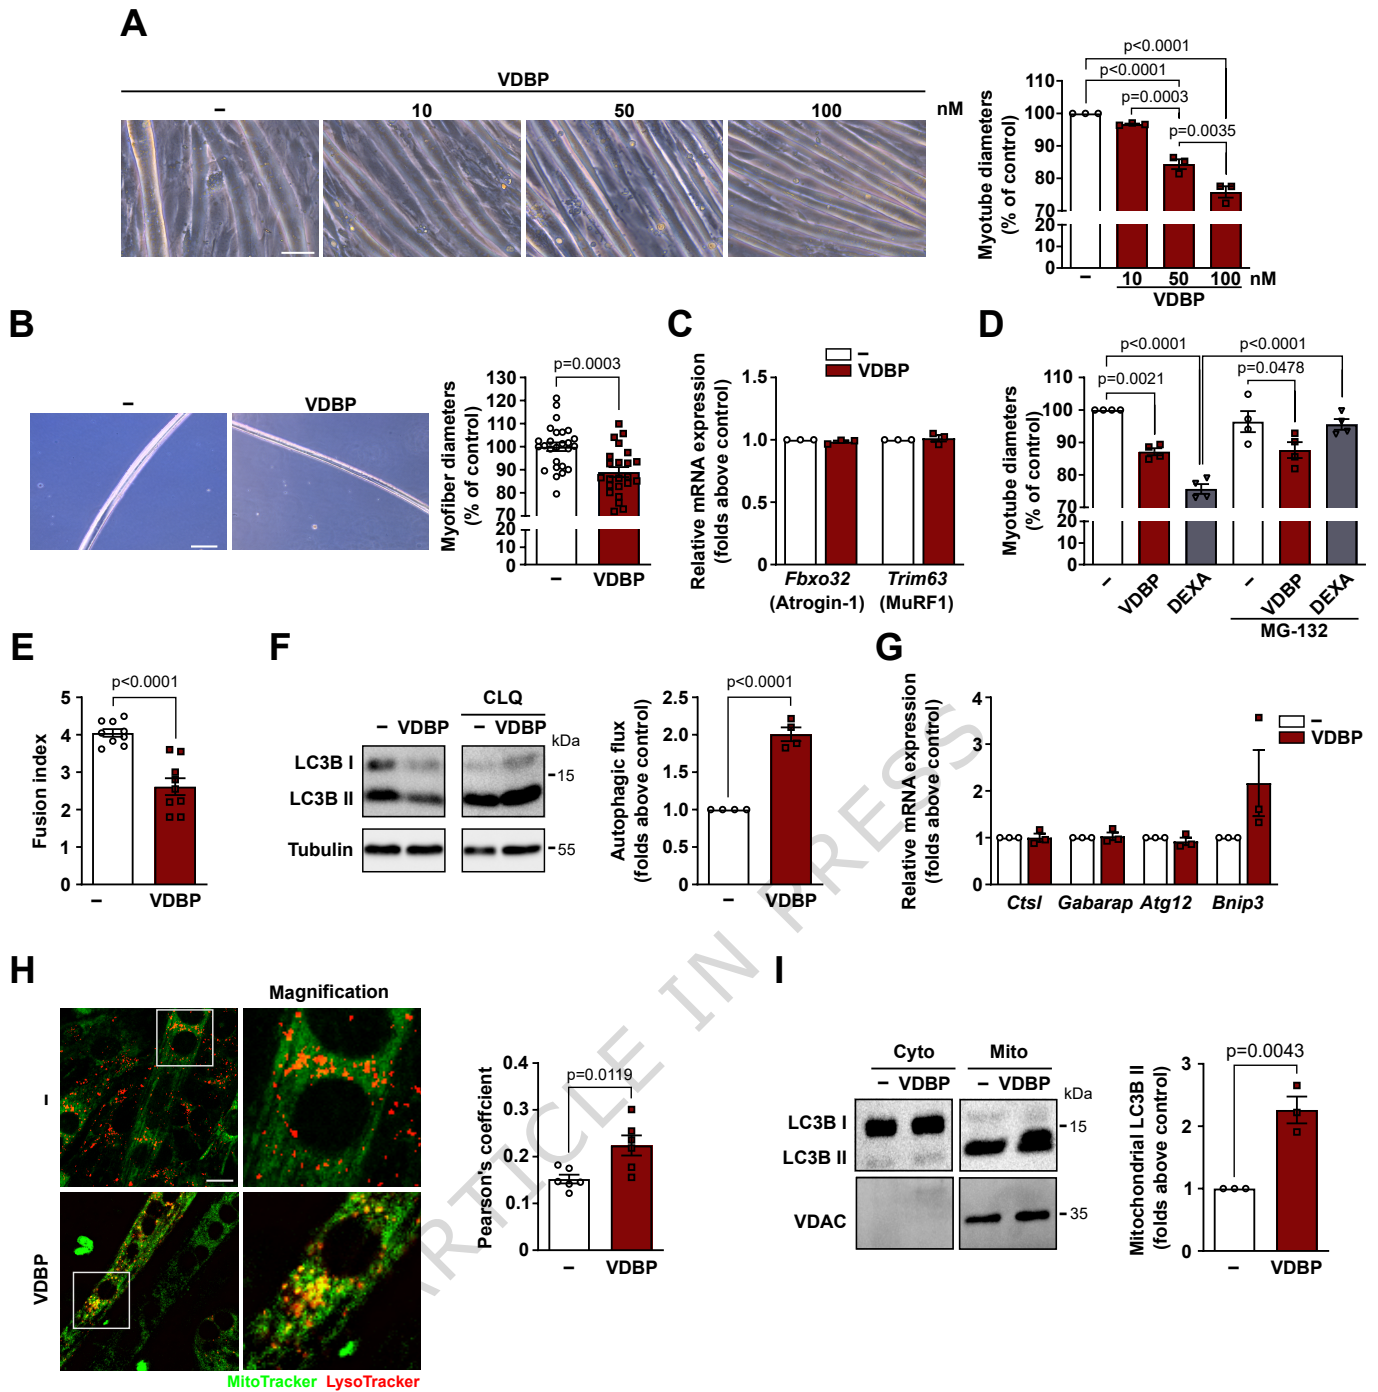 A
VDBP
– 10 50 100 nM
p<0.0001
p<0.0001
p=0.0003
p=0.0035
Myotube diameters
(% of control)
110
100
90
80
70
20
10
0
– 10 50 100 nM
VDBP
B
– VDBP
p=0.0003
Myofiber diameters
(% of control)
130
120
110
100
90
80
70
20
10
0
– VDBP
C
–
VDBP
Relative mRNA expression
(folds above control)
1.5
1.0
0.5
0
Fbxo32 Trim63
(Atrogin-1) (MuRF1)
D
p<0.0001 p<0.0001
p=0.0021 p=0.0478
Myotube diameters
(% of control)
110
100
90
80
70
20
10
0
– VDBP DEXA – VDBP DEXA
MG-132
E
p<0.0001
Fusion index
5
4
3
2
1
0
– VDBP
F
CLQ
– VDBP – VDBP
kDa
LC3B I
15
LC3B II
Tubulin
55
p<0.0001
Autophagic flux
(folds above control)
2.5
2.0
1.5
1.0
0.5
0
– VDBP
G
–
VDBP
Relative mRNA expression
(folds above control)
4
3
2
1
0
Ctsl Gabarap Atg12 Bnip3
H
Magnification
–
VDBP
MitoTracker LysoTracker
p=0.0119
Pearson's coeffcient
0.4
0.3
0.2
0.1
0
– VDBP
I
Cyto Mito
– VDBP – VDBP
kDa
LC3B I
15
LC3B II
VDAC
35
p=0.0043
Mitochondrial LC3B II
(folds above control)
3
2
1
0
– VDBP
ARTICLE IN PRESS